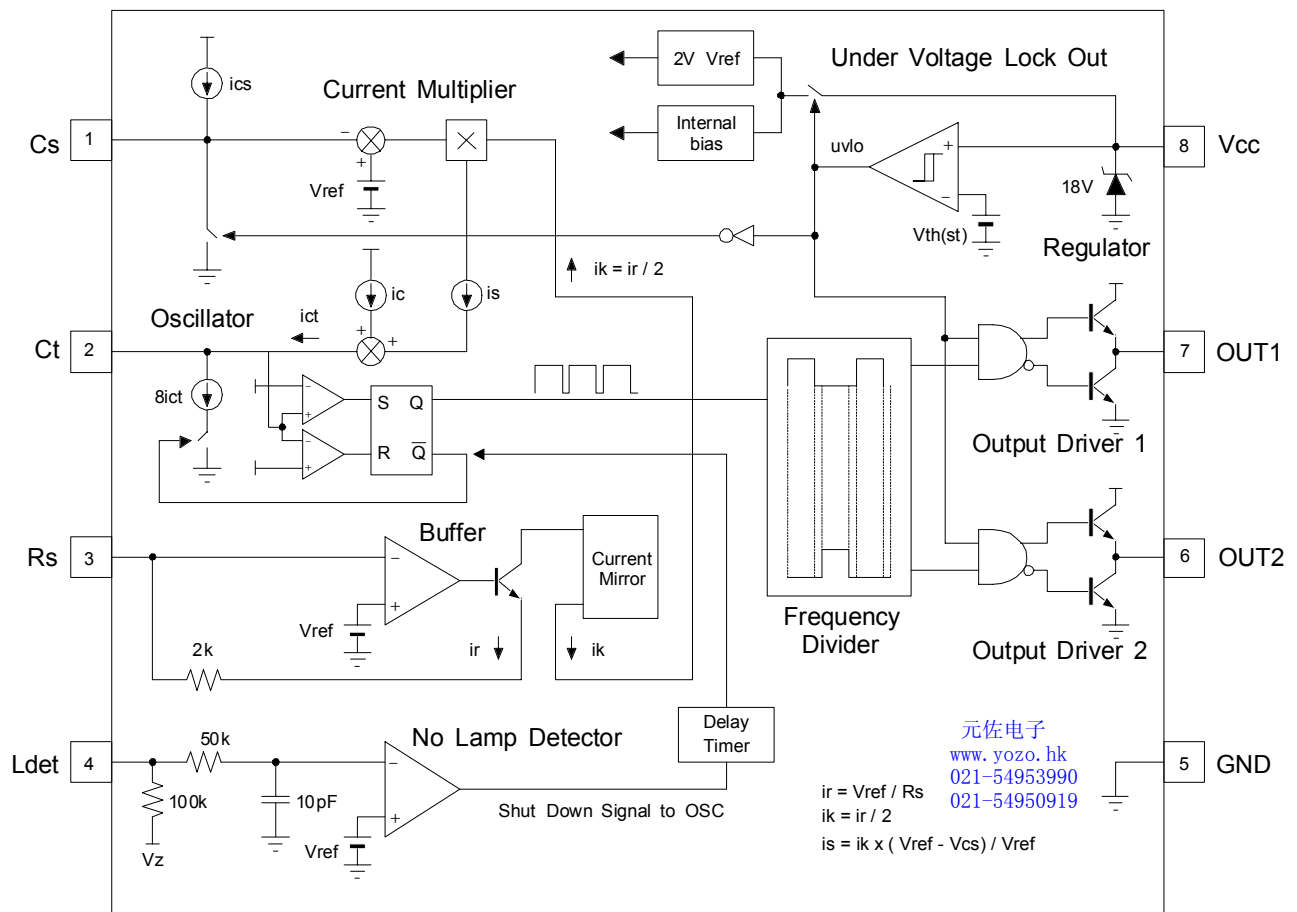 2V Vref
Under Voltage Lock Out
ics
Current Multiplier
Internal
bias
Cs
1
−
+
Vref
uvlo
+
−
8
Vcc
18V
Vth(st)
Regulator
ik = ir / 2
ic
is
Oscillator
ict
+
+
Ct
2
7
OUT1
8ict
−
+
−
+
S
Q
R
Q̅
Output Driver 1
Buffer
Rs
3
−
+
Vref
Current
Mirror
6
OUT2
Frequency
Divider
Output Driver 2
2k
ir
ik
Delay
Timer
元佐电子
www.yozo.hk
021-54953990
021-54950919
No Lamp Detector
Ldet
4
50k
100k
10pF
Vz
−
+
Vref
Shut Down Signal to OSC
5
GND
ir = Vref / Rs
ik = ir / 2
is = ik x ( Vref - Vcs) / Vref